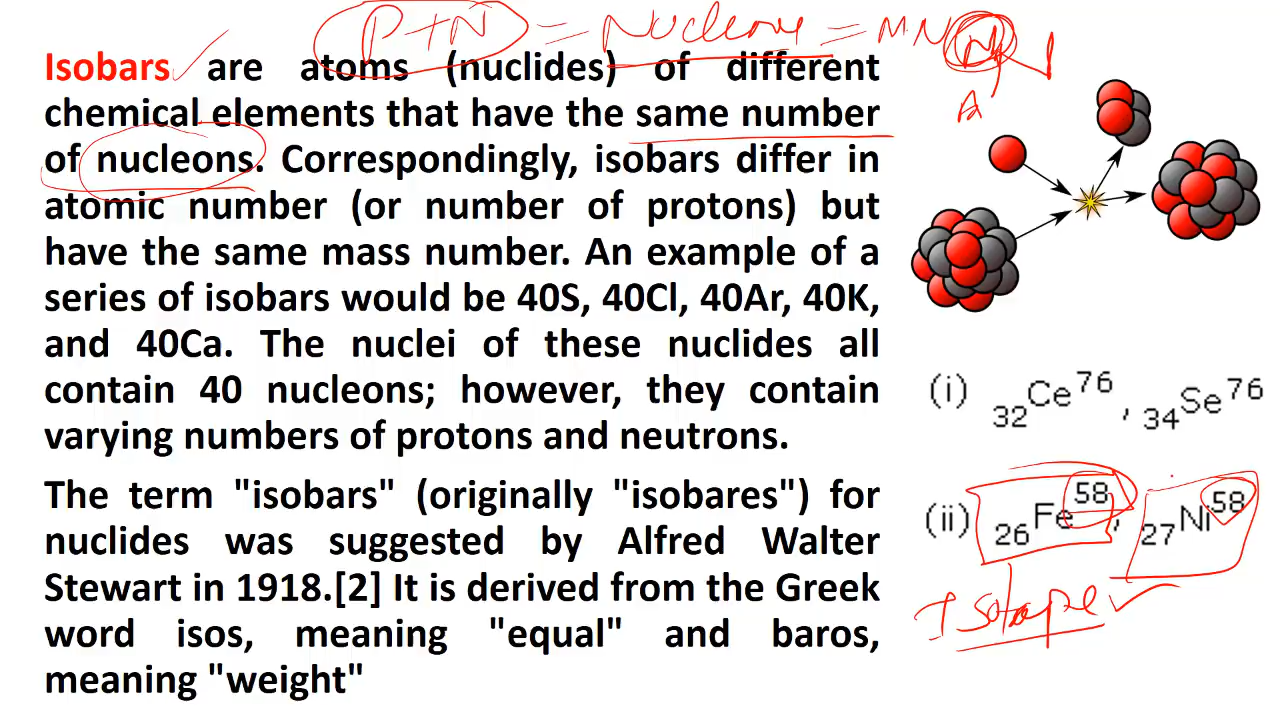 P+N = Nucleons = M.N
A
Isobars are atoms (nuclides) of different
chemical elements that have the same number
of nucleons. Correspondingly, isobars differ in
atomic number (or number of protons) but
have the same mass number. An example of a
series of isobars would be 40S, 40Cl, 40Ar, 40K,
and 40Ca. The nuclei of these nuclides all
contain 40 nucleons; however, they contain
varying numbers of protons and neutrons.
The term "isobars" (originally "isobares") for
nuclides was suggested by Alfred Walter
Stewart in 1918.[2] It is derived from the Greek
word isos, meaning "equal" and baros,
meaning "weight"
(i) 32Ce76, 34Se76
(ii) 26Fe58, 27Ni58
Isotope